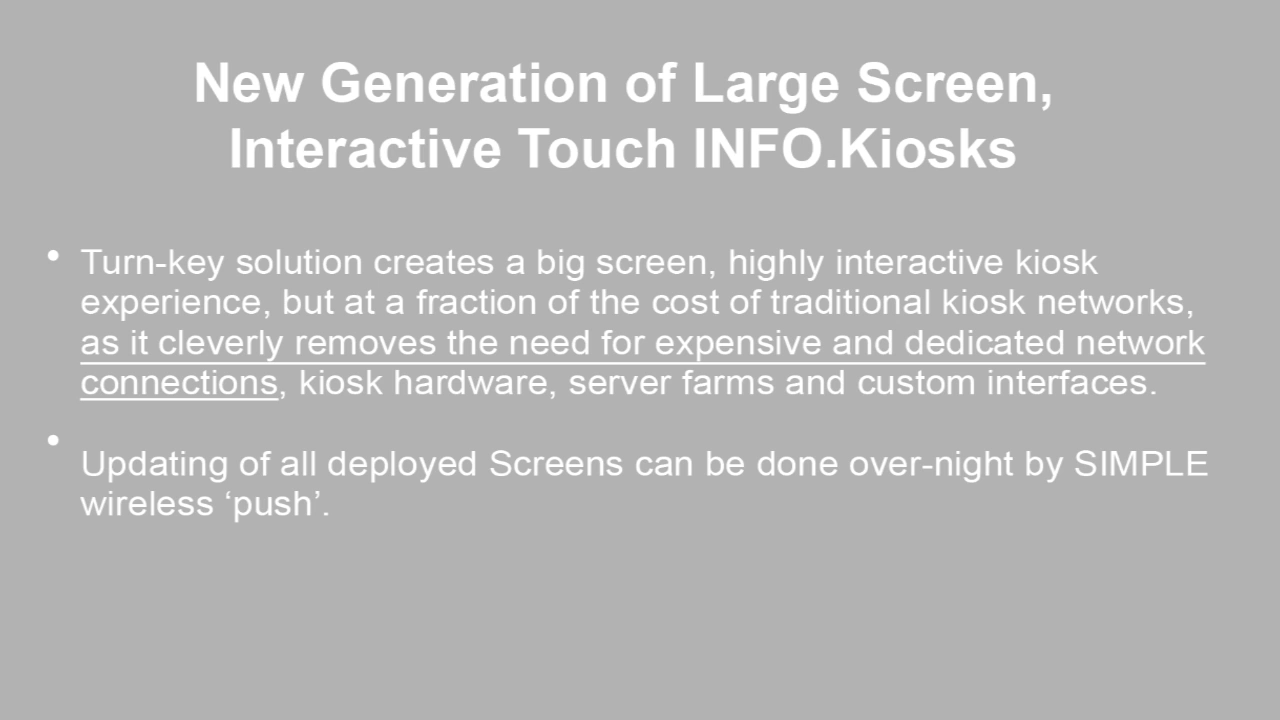 New Generation of Large Screen,
Interactive Touch INFO.Kiosks
• Turn-key solution creates a big screen, highly interactive kiosk
experience, but at a fraction of the cost of traditional kiosk networks,
as it cleverly removes the need for expensive and dedicated network
connections, kiosk hardware, server farms and custom interfaces.
• Updating of all deployed Screens can be done over-night by SIMPLE
wireless ‘push’.